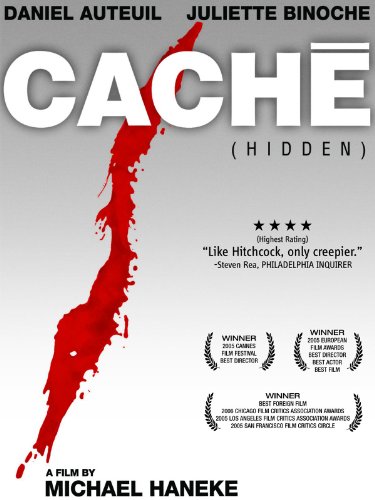 DANIEL AUTEUIL JULIETTE BINOCHE
CACHÉ
(HIDDEN)
★★★★
(Highest Rating)
“Like Hitchcock, only creepier.”
-Steven Rea, PHILADELPHIA INQUIRER
WINNER
2005 CANNES
FILM FESTIVAL
BEST DIRECTOR
WINNER
2005 EUROPEAN
FILM AWARDS
BEST DIRECTOR
BEST ACTOR
BEST FILM
WINNER
BEST FOREIGN FILM
2006 CHICAGO FILM CRITICS ASSOCIATION AWARDS
2005 LOS ANGELES FILM CRITICS ASSOCIATION AWARDS
2005 SAN FRANCISCO FILM CRITICS CIRCLE
A FILM BY
MICHAEL HANEKE